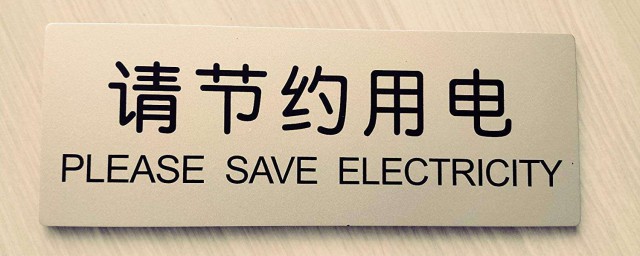 请节约用电
PLEASE SAVE ELECTRICITY